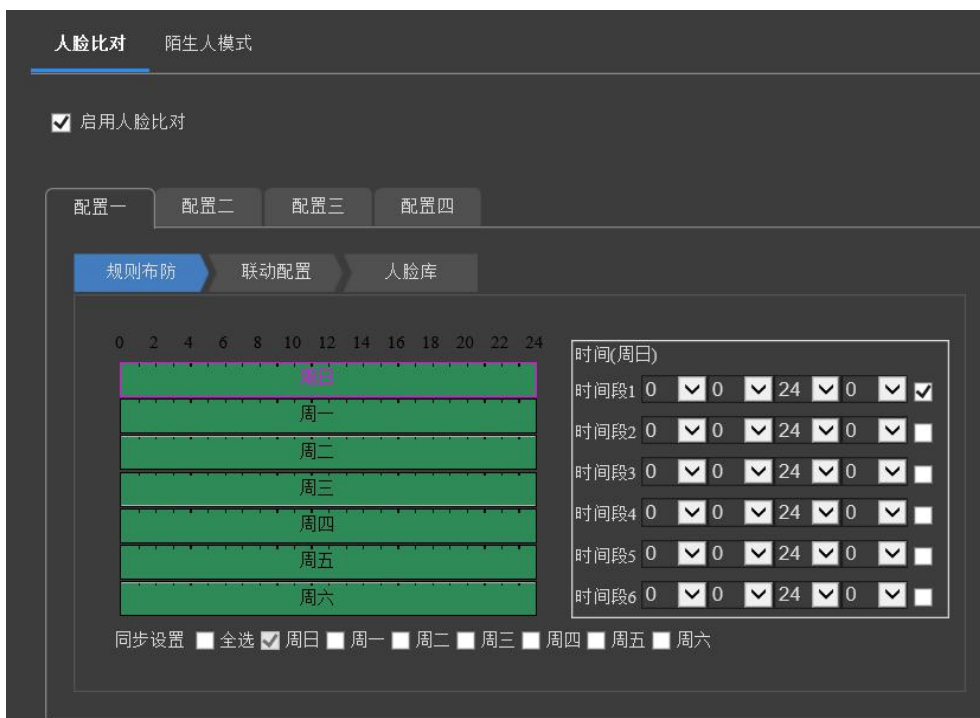 人脸比对 陌生人模式
启用人脸比对
配置一 配置二 配置三 配置四
规则布防 联动配置 人脸库
0 2 4 6 8 10 12 14 16 18 20 22 24
周日
周一
周二
周三
周四
周五
周六
时间(周日)
时间段1 0 0 24 0
时间段2 0 0 24 0
时间段3 0 0 24 0
时间段4 0 0 24 0
时间段5 0 0 24 0
时间段6 0 0 24 0
同步设置 全选 周日 周一 周二 周三 周四 周五 周六